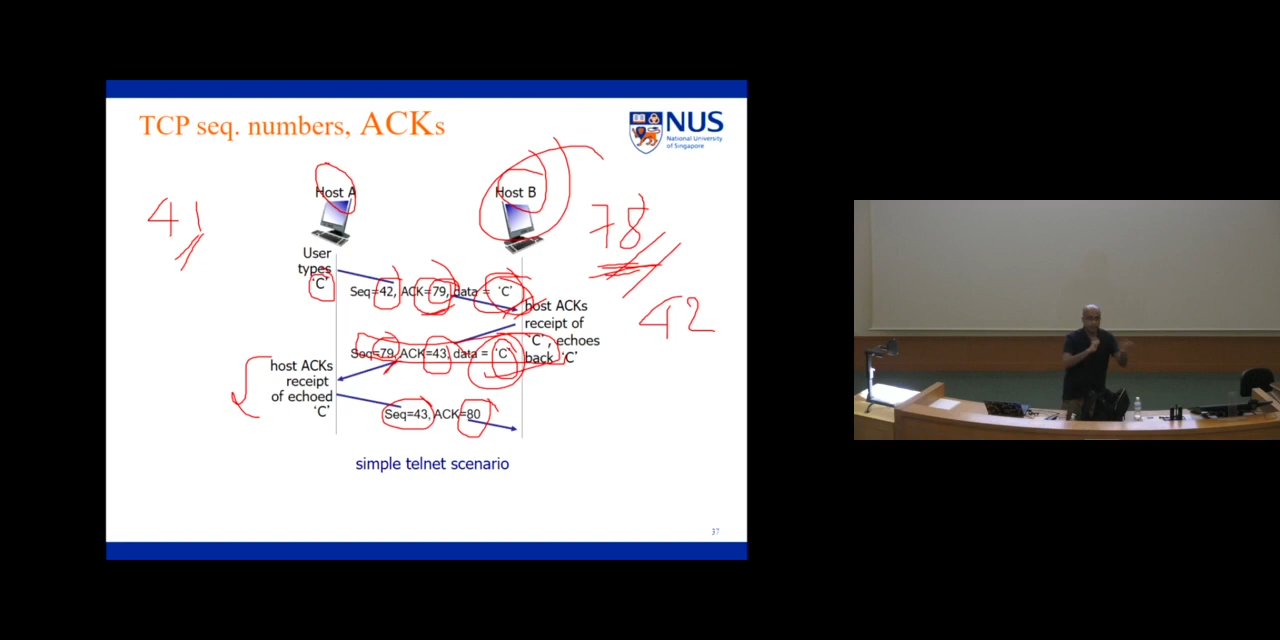 TCP seq. numbers, ACKs
NUS
National University
of Singapore
Host A
Host B
41
78
42
User
types
'C'
Seq=42, ACK=79, data = 'C'
host ACKs
receipt of
'C', echoes
back 'C'
Seq=79, ACK=43, data = 'C'
host ACKs
receipt
of echoed
'C'
Seq=43, ACK=80
simple telnet scenario
37